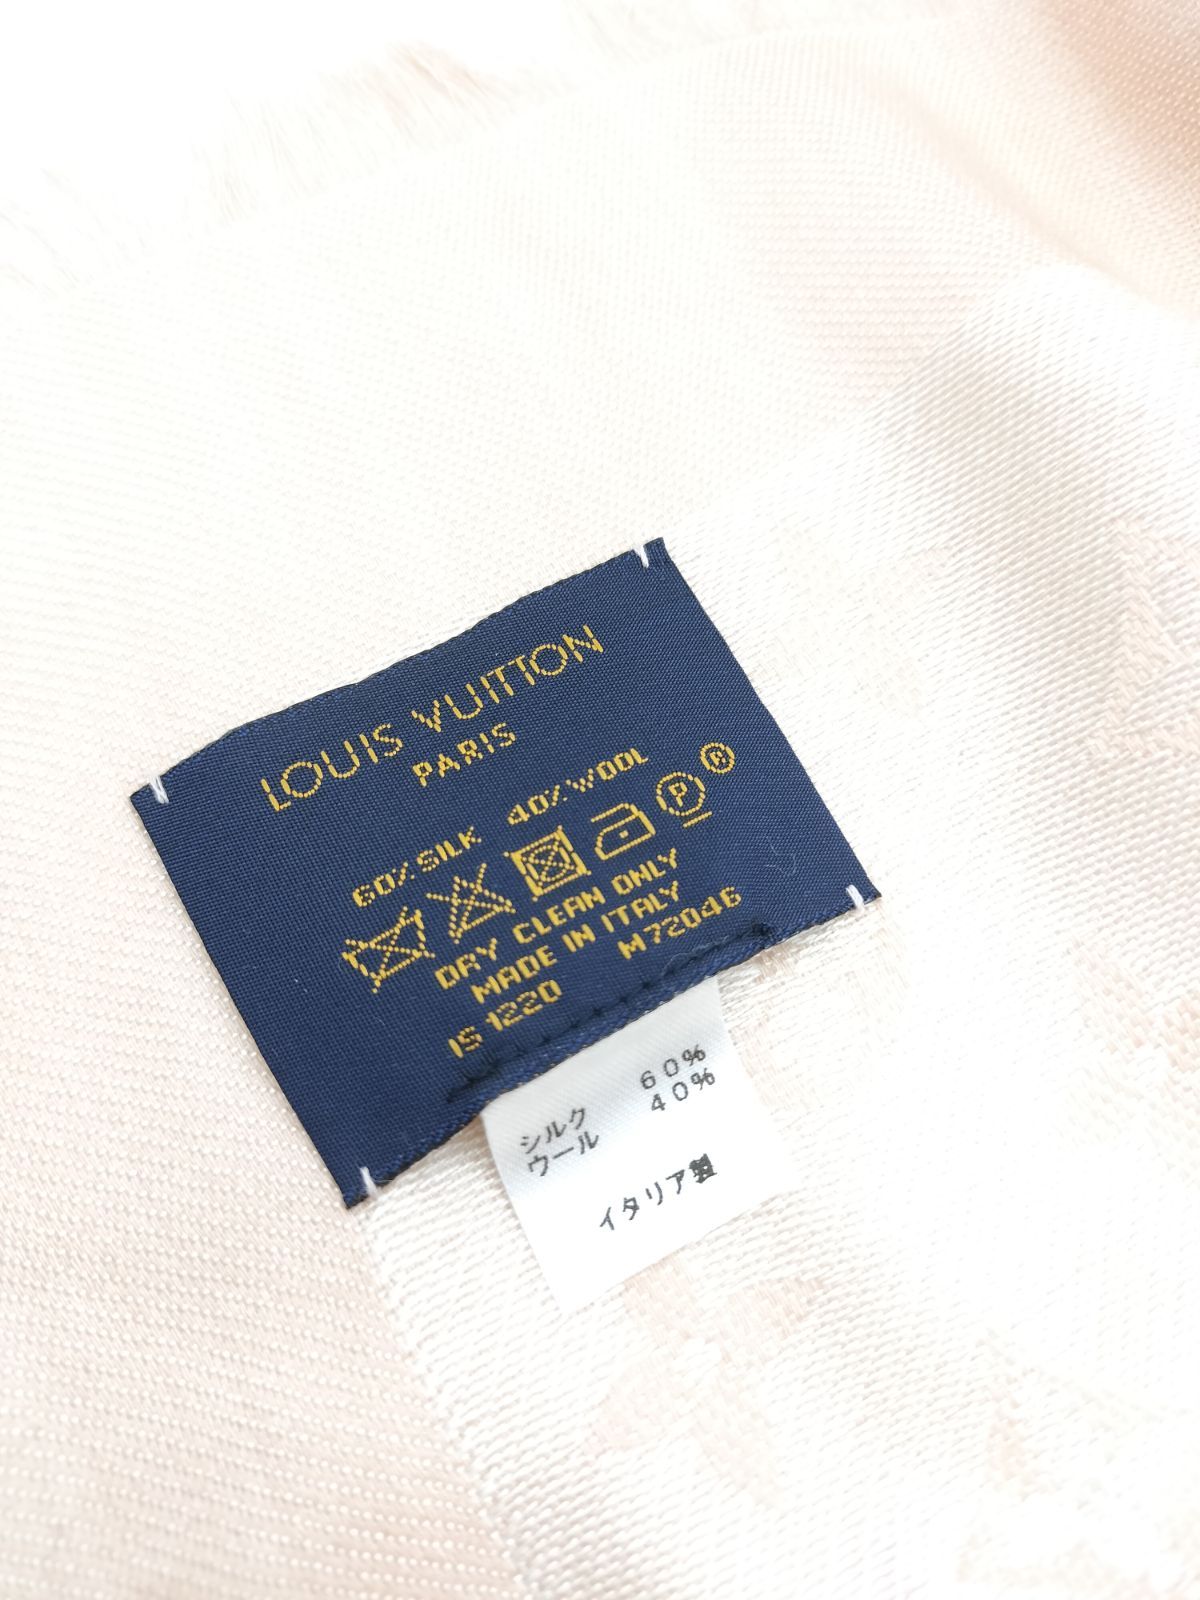 LOUIS VUITTON
PARIS
60% SILK 40% WOOL
P R
DRY CLEAN ONLY
MADE IN ITALY
IS 1220 M72046
シルク 60%
ウール 40%
イタリア製